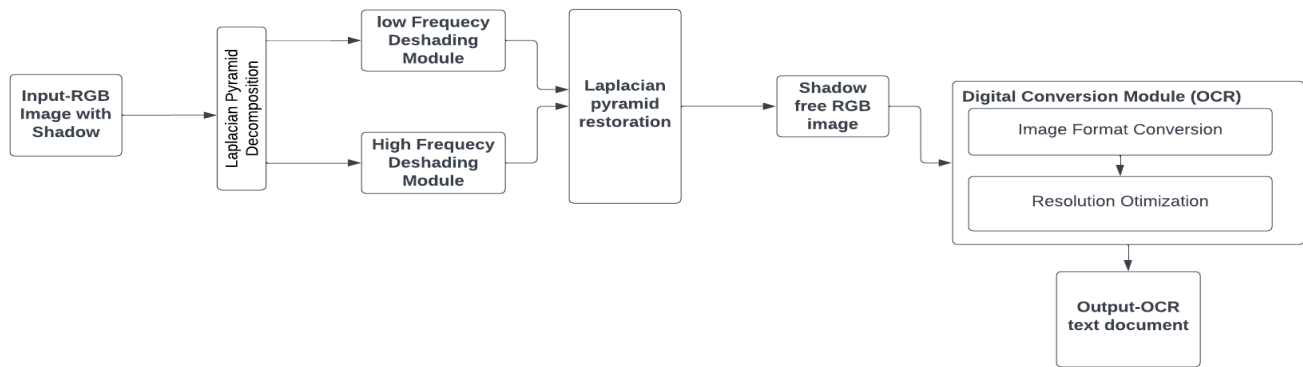 Input-RGB
Image with
Shadow
Laplacian Pyramid
Decomposition
low Frequecy
Deshading
Module
High Frequecy
Deshading
Module
Laplacian
pyramid
restoration
Shadow
free RGB
image
Digital Conversion Module (OCR)
Image Format Conversion
Resolution Otimization
Output-OCR
text document